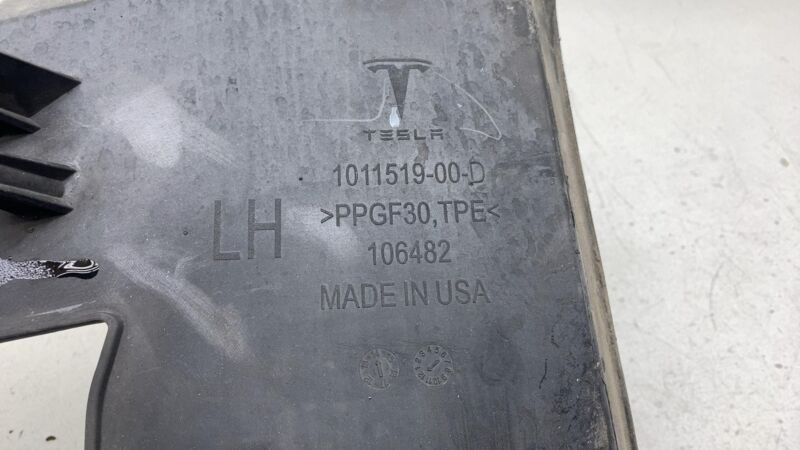 TESLA
1011519-00-D
LH
>PPGF30,TPE<
106482
MADE IN USA